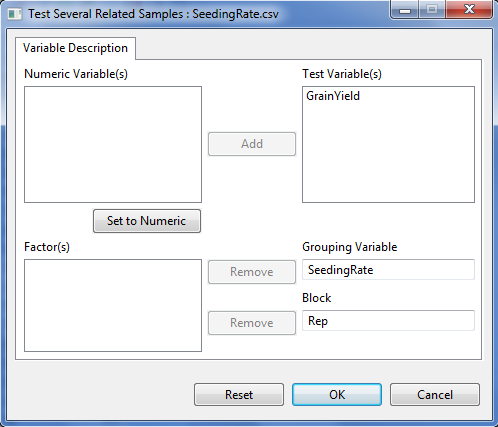 Test Several Related Samples : SeedingRate.csv
Variable Description
Numeric Variable(s)
Test Variable(s)
GrainYield
Add
Set to Numeric
Factor(s)
Grouping Variable
Remove
SeedingRate
Block
Remove
Rep
Reset
OK
Cancel